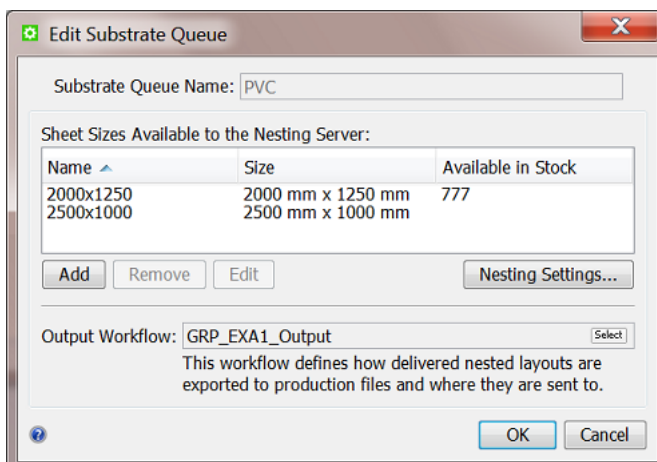 Edit Substrate Queue
X
Substrate Queue Name: PVC
Sheet Sizes Available to the Nesting Server:
Name Size Available in Stock
2000x1250 2000 mm x 1250 mm 777
2500x1000 2500 mm x 1000 mm
Add Remove Edit Nesting Settings...
Output Workflow: GRP_EXA1_Output Select
This workflow defines how delivered nested layouts are
exported to production files and where they are sent to.
? OK Cancel